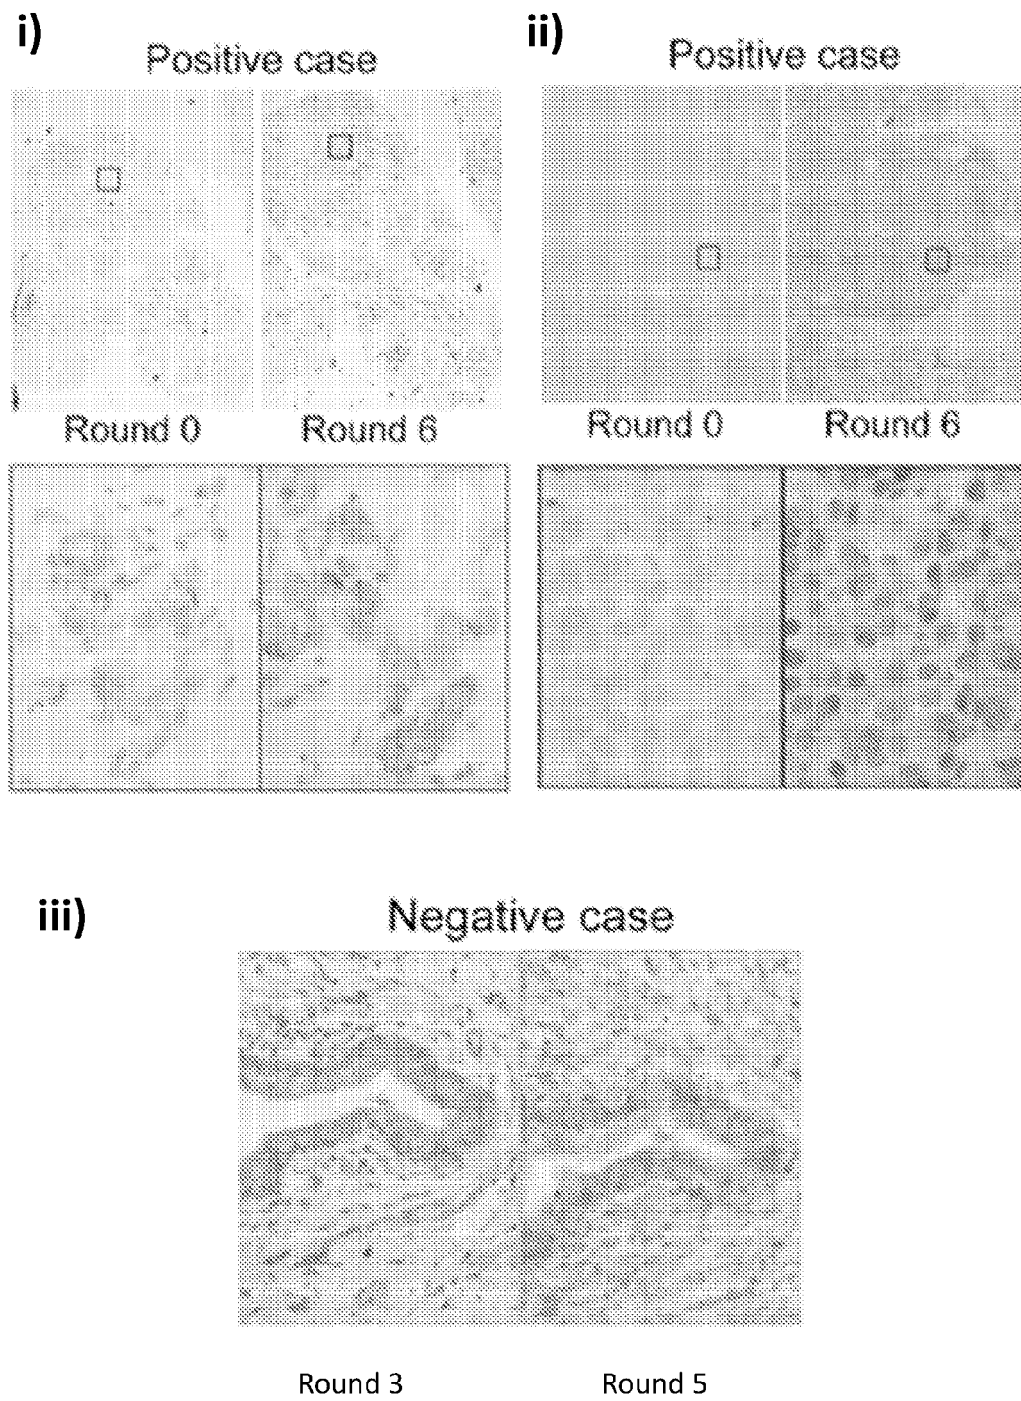 i)
Positive case
Round 0
Round 6
ii)
Positive case
Round 0
Round 6
iii)
Negative case
Round 3
Round 5